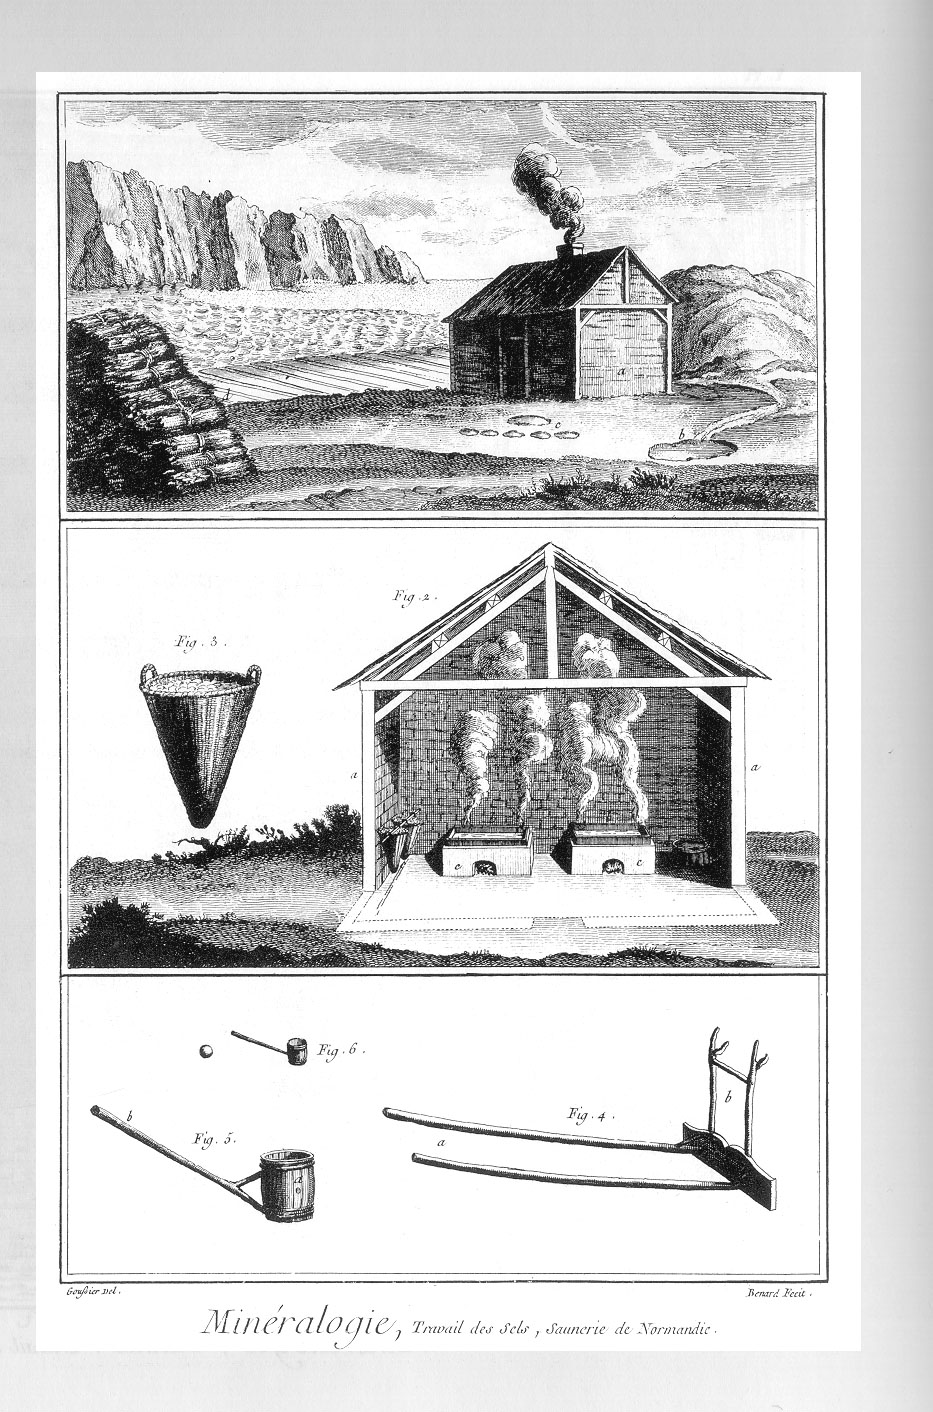 a
c
b
Fig. 2.
Fig. 3.
a
a
c
c
Fig. 6.
b
Fig. 5.
a
Fig. 4.
a
b
Goussier Del.
Benard Fecit.
Minéralogie, Travail des Sels, Saunerie de Normandie.